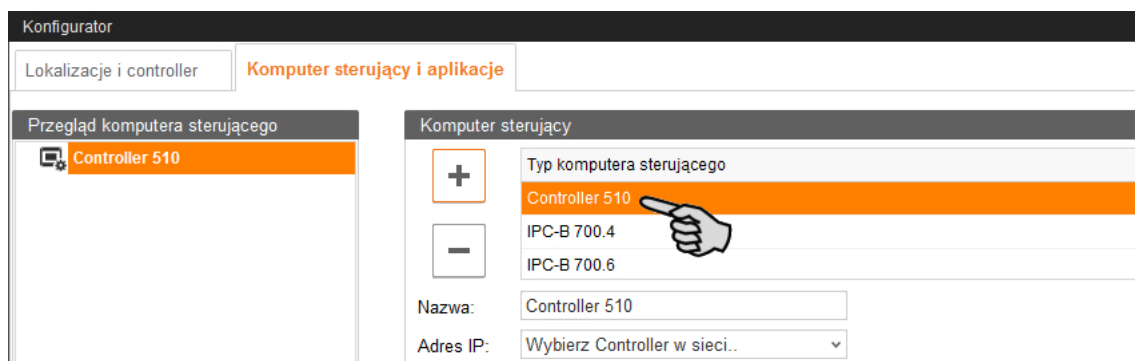 Konfigurator
Lokalizacje i controller
Komputer sterujący i aplikacje
Przegląd komputera sterującego
Controller 510
Komputer sterujący
Typ komputera sterującego
Controller 510
IPC-B 700.4
IPC-B 700.6
Nazwa:
Controller 510
Adres IP:
Wybierz Controller w sieci..